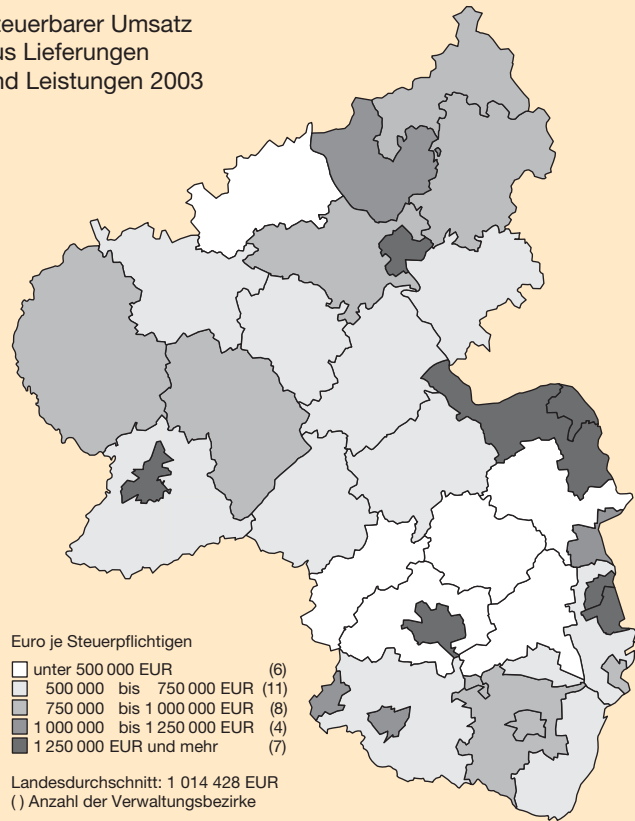 teuerbarer Umsatz
us Lieferungen
nd Leistungen 2003
Euro je Steuerpflichtigen
unter 500 000 EUR (6)
500 000 bis 750 000 EUR (11)
750 000 bis 1 000 000 EUR (8)
1 000 000 bis 1 250 000 EUR (4)
1 250 000 EUR und mehr (7)
Landesdurchschnitt: 1 014 428 EUR
( ) Anzahl der Verwaltungsbezirke